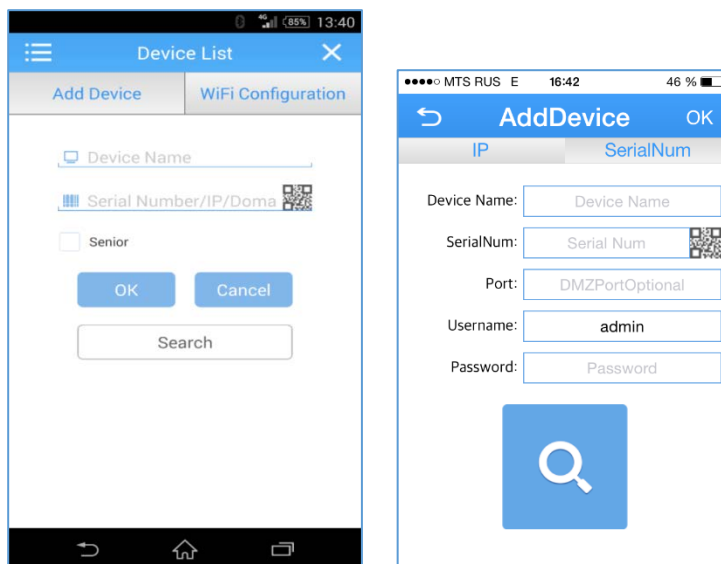 4G 85% 13:40
Device List
Add Device WiFi Configuration
Device Name
Serial Number/IP/Doma
Senior
OK Cancel
Search
MTS RUS E 16:42 46 %
AddDevice OK
IP SerialNum
Device Name: Device Name
SerialNum: Serial Num
Port: DMZPortOptional
Username: admin
Password: Password